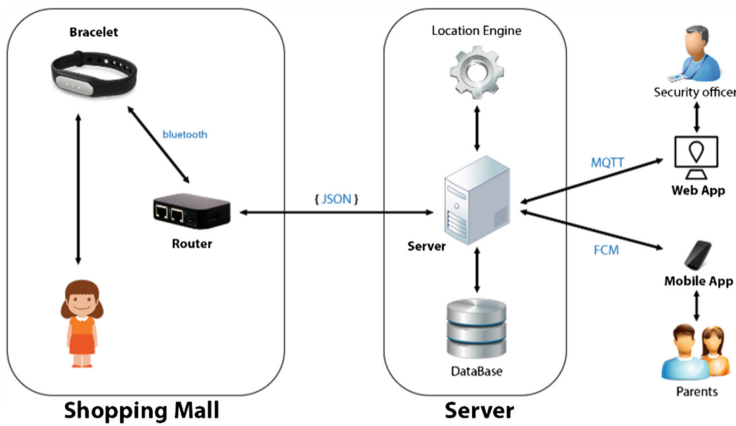 Bracelet
bluetooth
Router
Shopping Mall
{ JSON }
Location Engine
Server
DataBase
Server
MQTT
FCM
Security officer
Web App
Mobile App
Parents